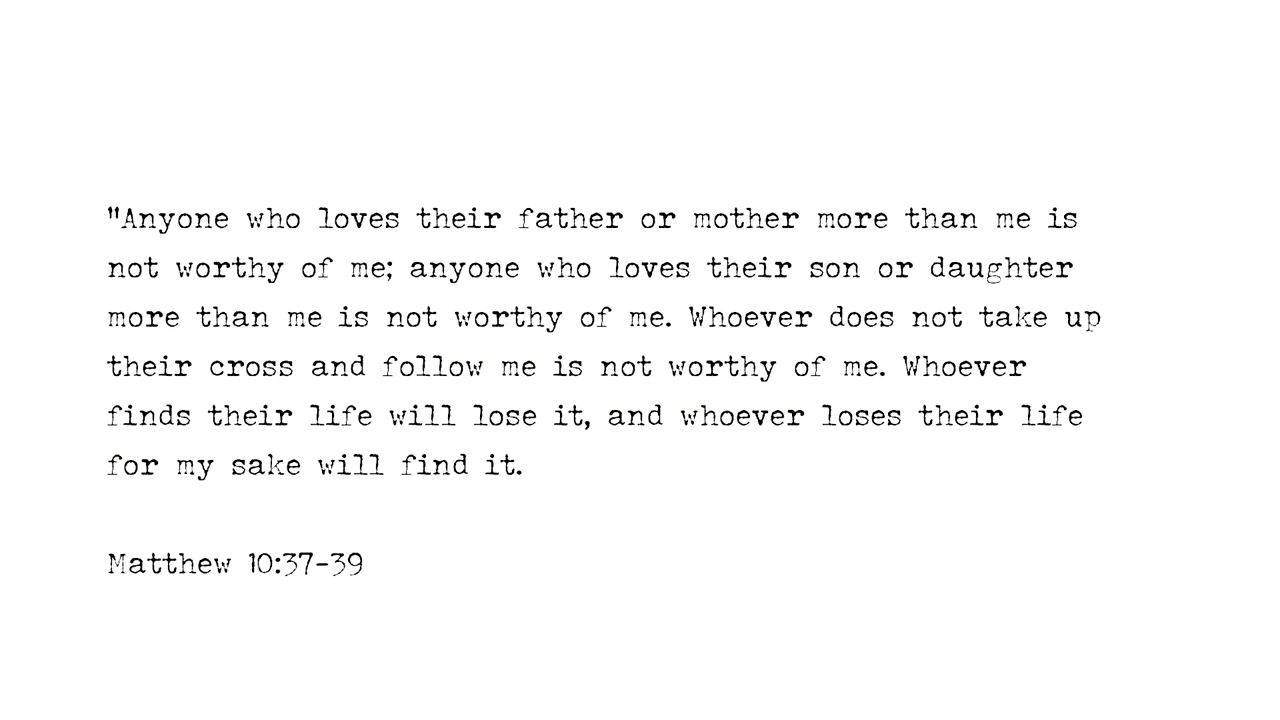 "Anyone who loves their father or mother more than me is
not worthy of me; anyone who loves their son or daughter
more than me is not worthy of me. Whoever does not take up
their cross and follow me is not worthy of me. Whoever
finds their life will lose it, and whoever loses their life
for my sake will find it.
Matthew 10:37-39